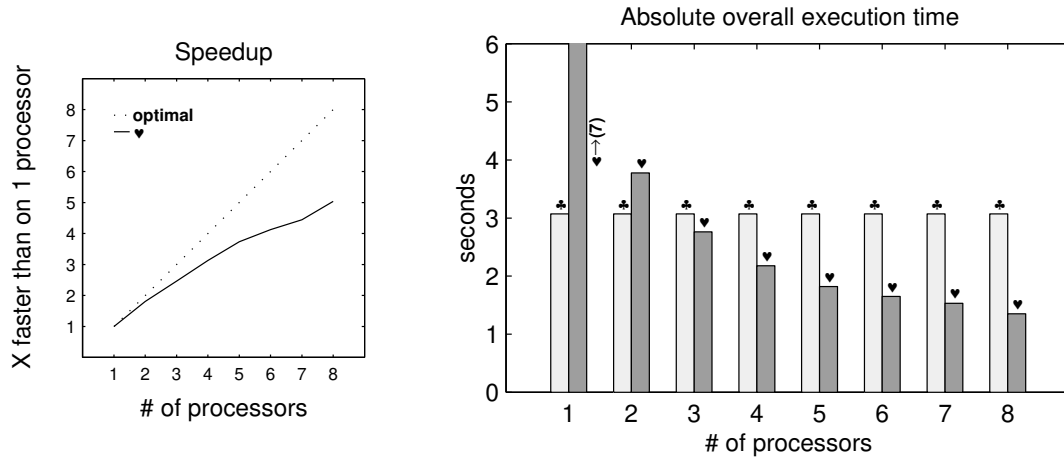 Speedup
X faster than on 1 processor
8
7
6
5
4
3
2
1
optimal
♥
1 2 3 4 5 6 7 8
# of processors
Absolute overall execution time
seconds
6
5
4
3
2
1
0
♥→(7)
♥
♣ ♣ ♣ ♣ ♣ ♣ ♣ ♣
♥ ♥ ♥ ♥ ♥ ♥
1 2 3 4 5 6 7 8
# of processors